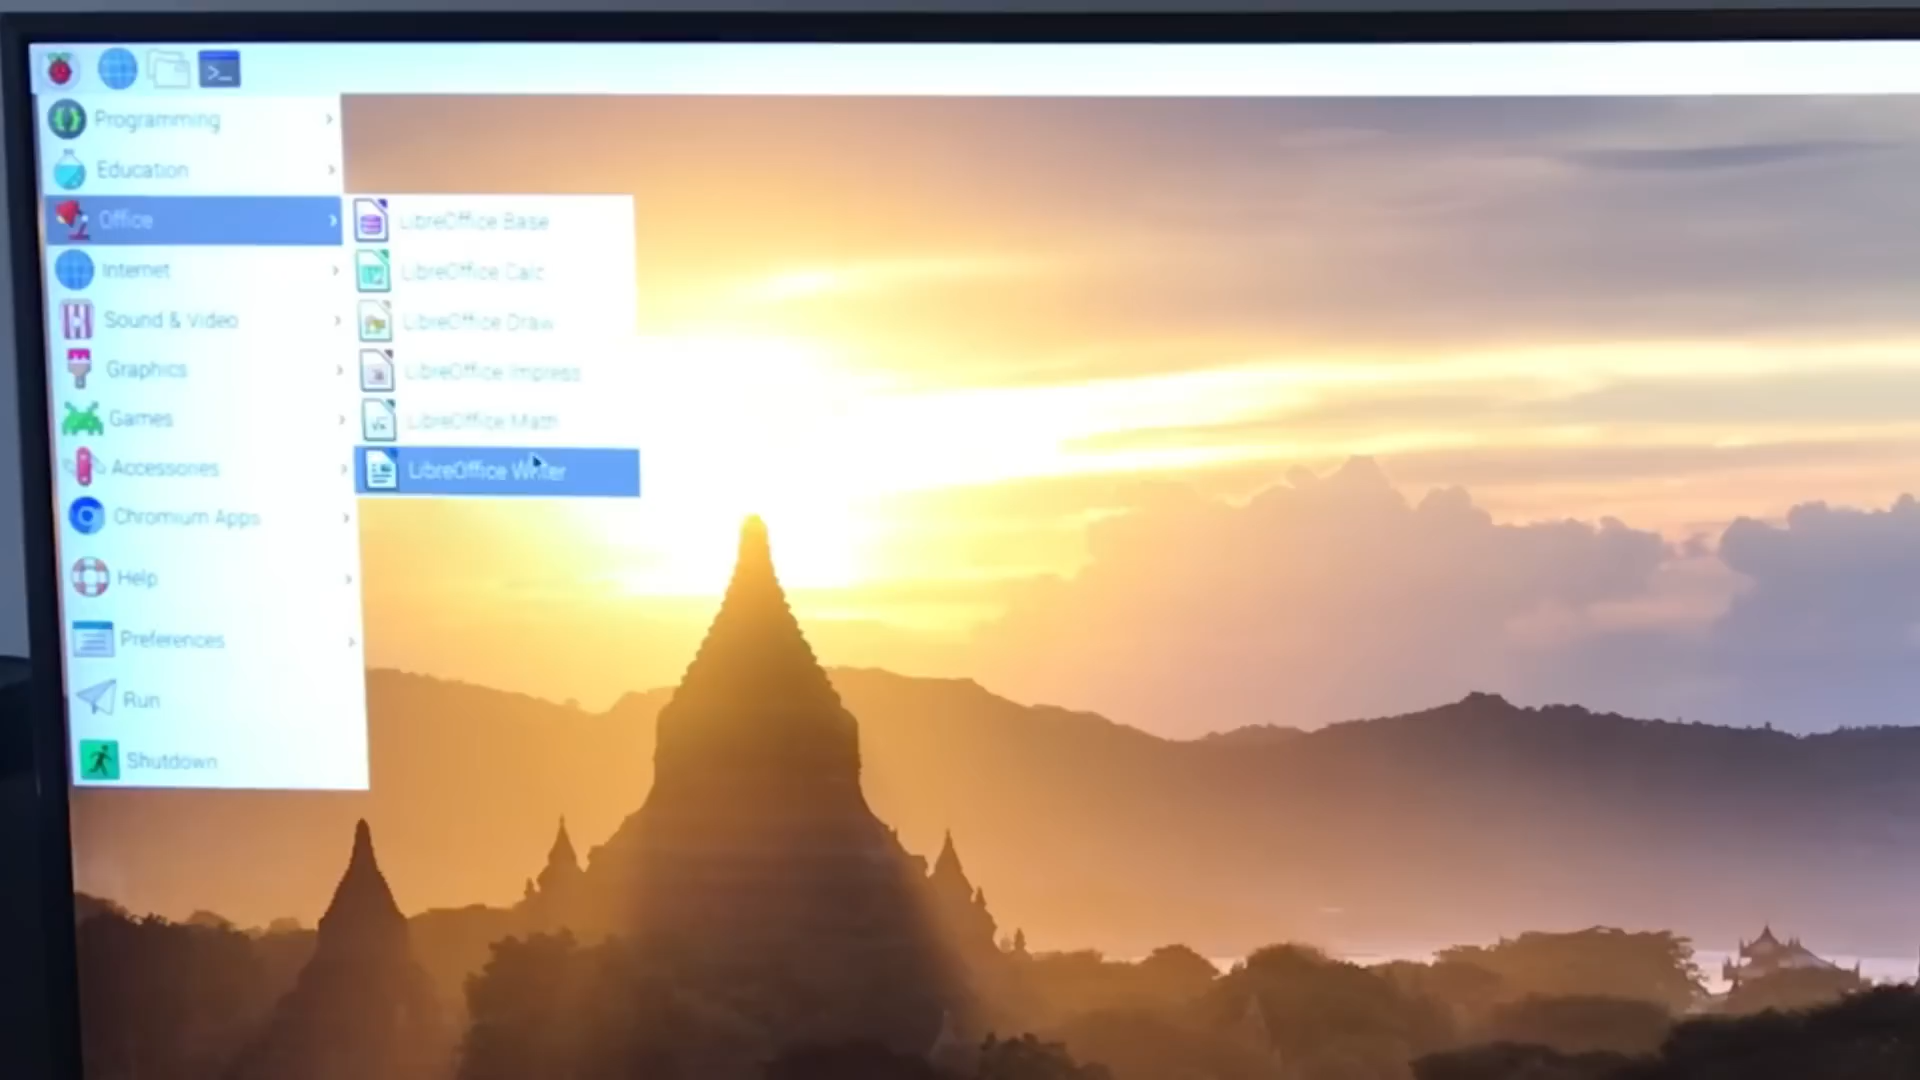 >_
Programming
Education
Office
Internet
Sound & Video
Graphics
Games
Accessories
Chromium Apps
Help
Preferences
Run
Shutdown
LibreOffice Base
LibreOffice Calc
LibreOffice Draw
LibreOffice Impress
LibreOffice Math
LibreOffice Writer